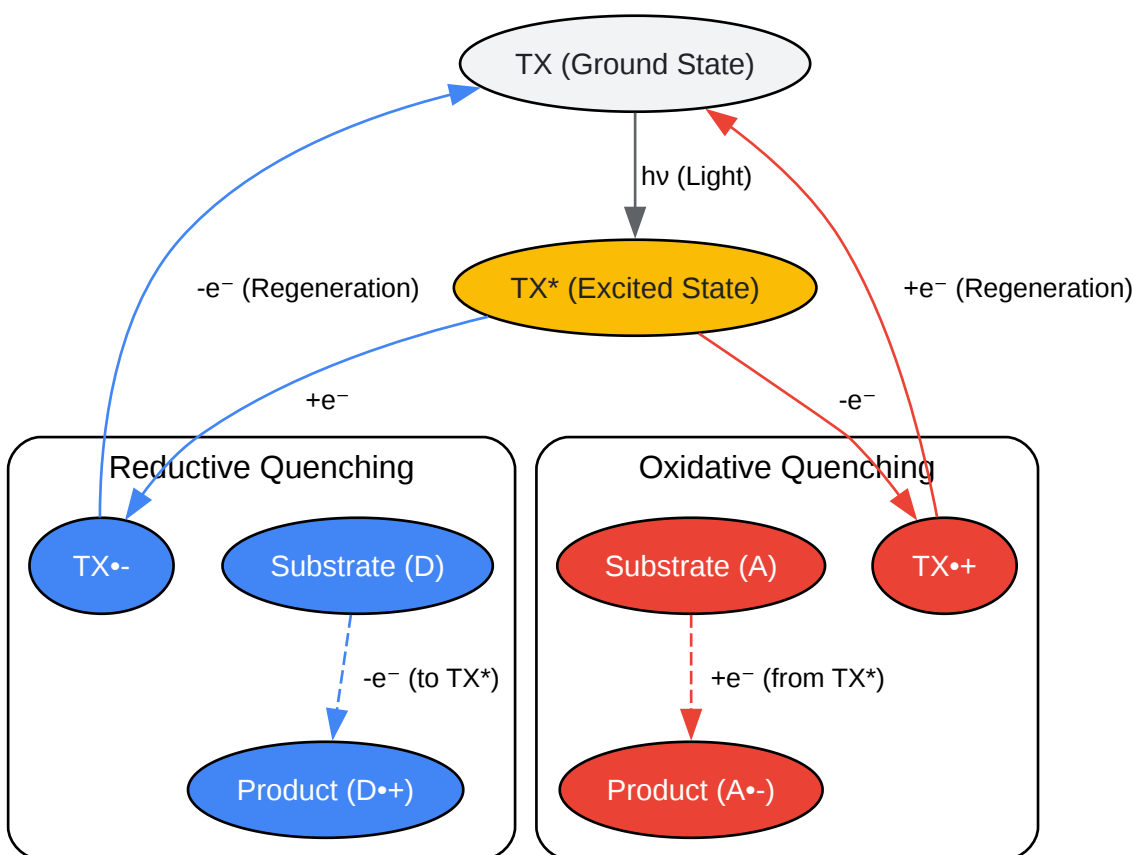 TX (Ground State)
hν (Light)
TX* (Excited State)
-e⁻ (Regeneration)
+e⁻ (Regeneration)
+e⁻
-e⁻
Reductive Quenching
Oxidative Quenching
TX•-
Substrate (D)
Substrate (A)
TX•+
-e⁻ (to TX*)
+e⁻ (from TX*)
Product (D•+)
Product (A•-)